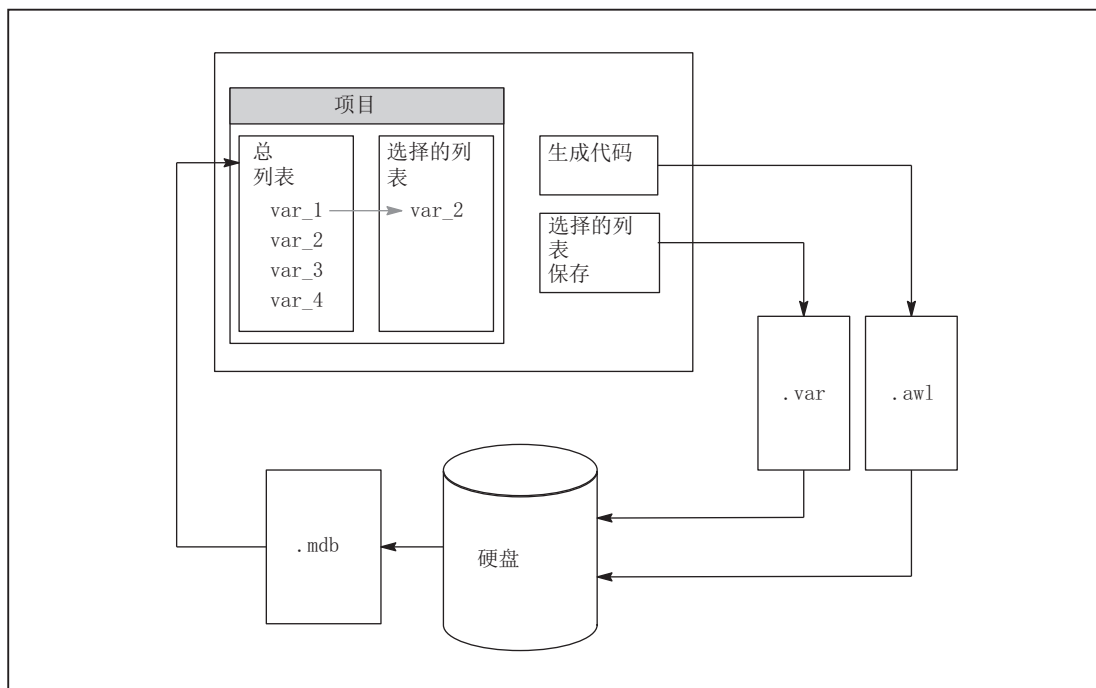 项目
总
列表
var_1
var_2
var_3
var_4
选择的列
表
var_2
生成代码
选择的列
表
保存
.var
.awl
.mdb
硬盘